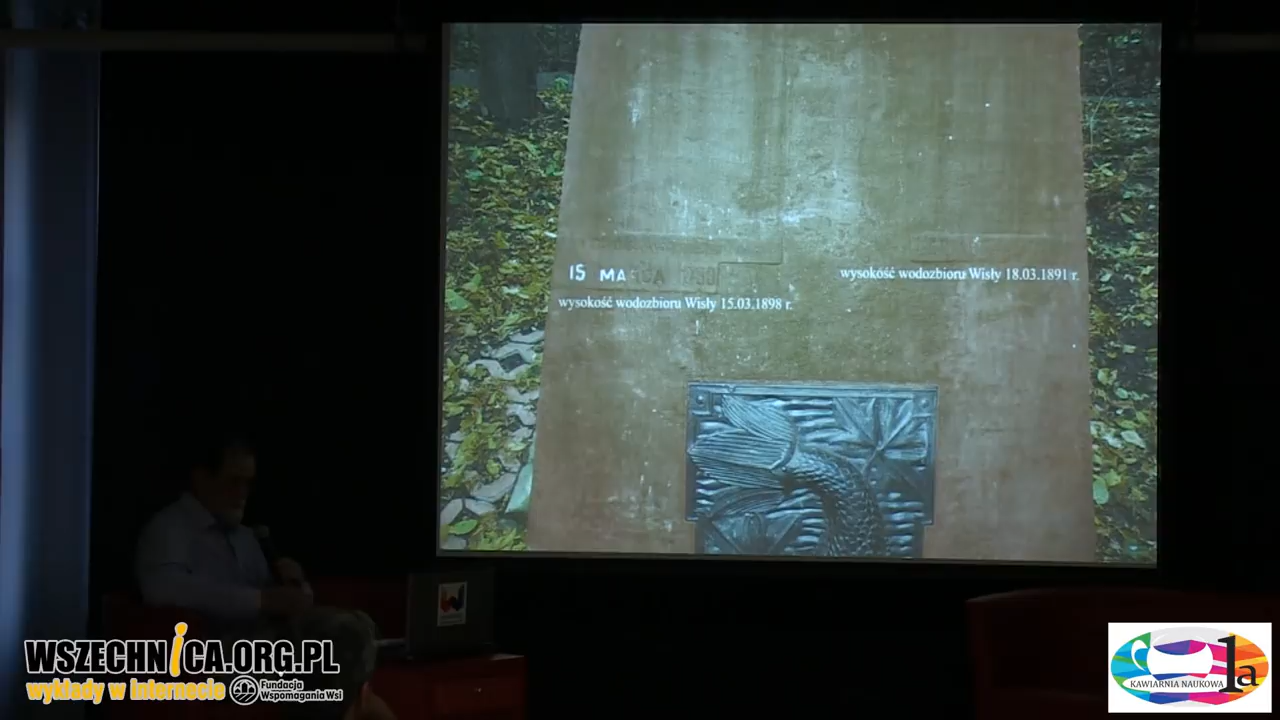 15 MARCA
wysokość wodozbioru Wisły 18.03.1891 r.
wysokość wodozbioru Wisły 15.03.1898 r.
WSZECHNICA.ORG.PL
wykłady w internecie
Fundacja
Wspomagania Wsi
KAWIARNIA NAUKOWA 1a